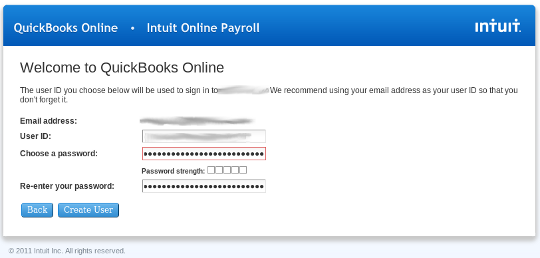 QuickBooks Online • Intuit Online Payroll
intuit.
Welcome to QuickBooks Online
The user ID you choose below will be used to sign in to We recommend using your email address as your user ID so that you
don't forget it.
Email address:
User ID:
Choose a password:
Password strength:
Re-enter your password:
Back Create User
© 2011 Intuit Inc. All rights reserved.